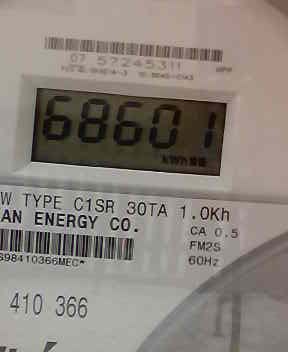 07 57245311
68601
kWh
W TYPE C1SR 30TA 1.0Kh
AN ENERGY CO.
CA 0.5
FM2S
60Hz
S98410366MEC*
410 366